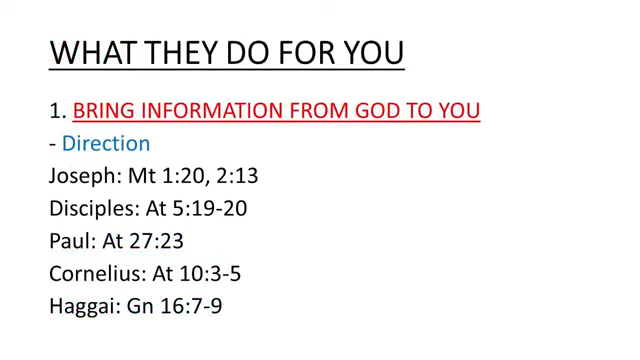 WHAT THEY DO FOR YOU
1. BRING INFORMATION FROM GOD TO YOU
- Direction
Joseph: Mt 1:20, 2:13
Disciples: At 5:19-20
Paul: At 27:23
Cornelius: At 10:3-5
Haggai: Gn 16:7-9